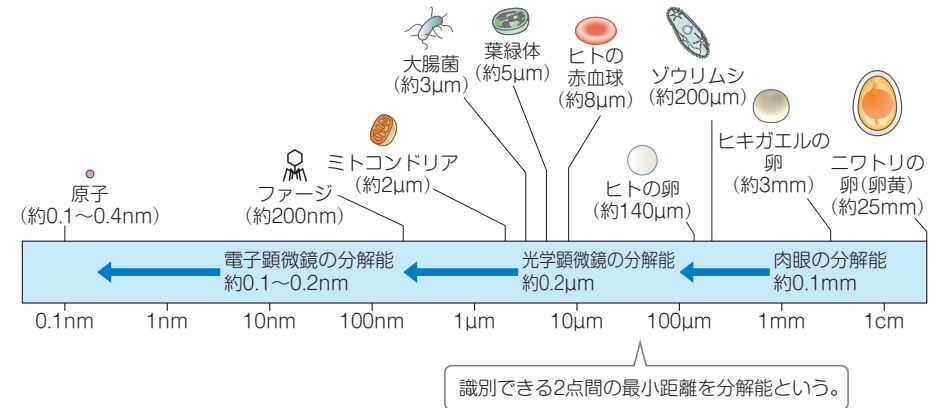 原子
(約0.1〜0.4nm)
ファージ
(約200nm)
ミトコンドリア
(約2μm)
大腸菌
(約3μm)
葉緑体
(約5μm)
ヒトの
赤血球
(約8μm)
ヒトの卵
(約140μm)
ゾウリムシ
(約200μm)
ヒキガエルの
卵
(約3mm)
ニワトリの
卵(卵黄)
(約25mm)
電子顕微鏡の分解能
約0.1〜0.2nm
光学顕微鏡の分解能
約0.2μm
肉眼の分解能
約0.1mm
0.1nm 1nm 10nm 100nm 1μm 10μm 100μm 1mm 1cm
識別できる2点間の最小距離を分解能という。